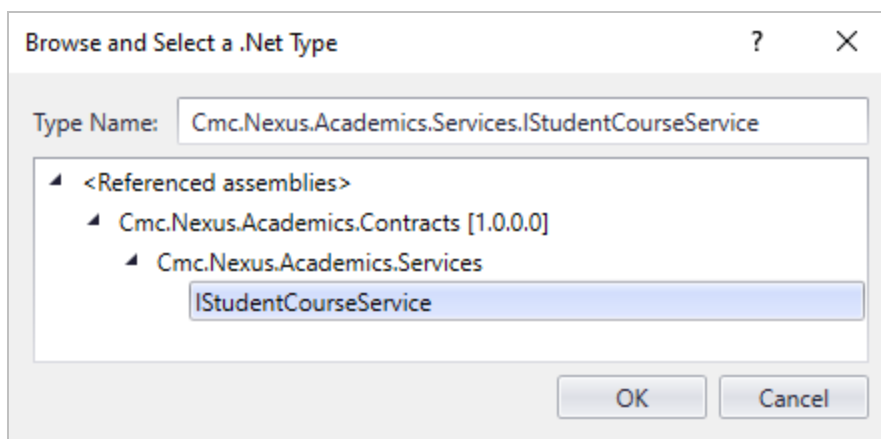 Browse and Select a .Net Type ?
Type Name: Cmc.Nexus.Academics.Services.IStudentCourseService
<Referenced assemblies>
Cmc.Nexus.Academics.Contracts [1.0.0.0]
Cmc.Nexus.Academics.Services
IStudentCourseService
OK Cancel